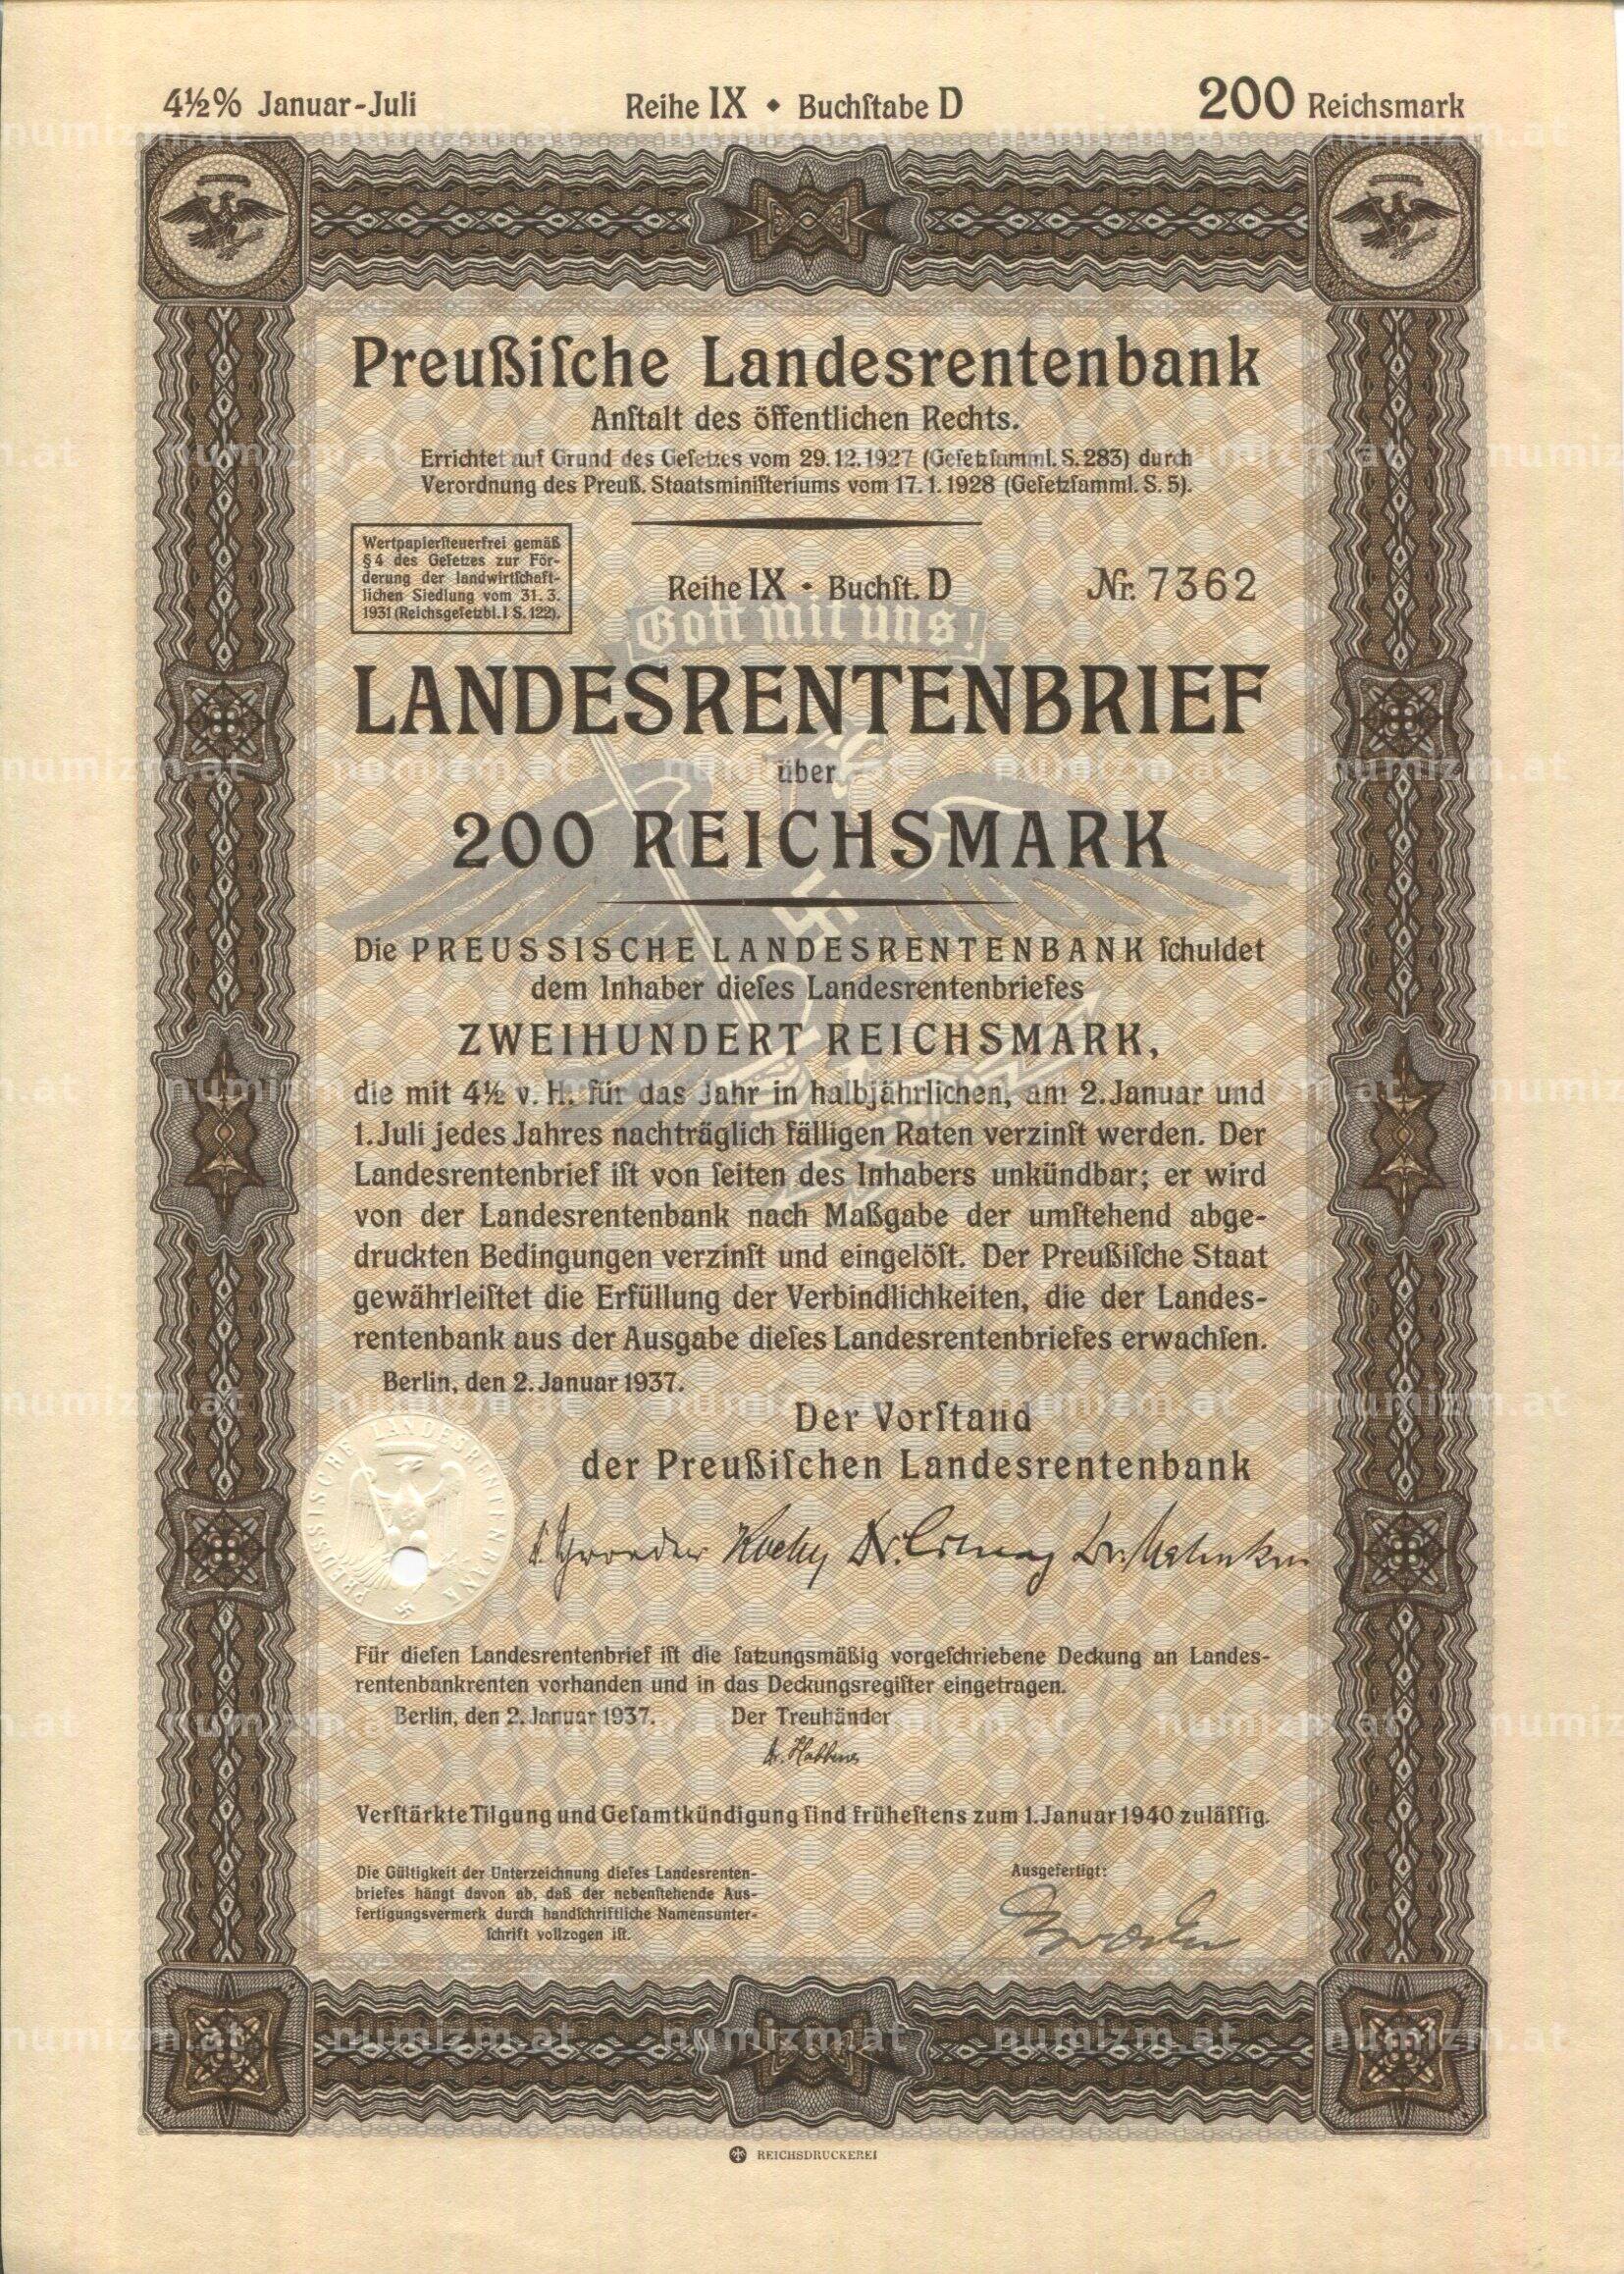 4½% Januar-Juli
Reihe IX • Buchſtabe D
200 Reichsmark
Preußiſche Landesrentenbank
Anſtalt des öffentlichen Rechts.
Errichtet auf Grund des Geſetzes vom 29.12.1927 (Geſetzſamml. S. 283) durch
Verordnung des Preuß. Staatsminiſteriums vom 17.1.1928 (Geſetzſamml. S. 5).
Wertpapierſteuerfrei gemäß
§ 4 des Geſetzes zur För-
derung der landwirtſchaft-
lichen Siedlung vom 31. 3.
1931 (Reichsgeſetzbl. I S. 122).
Reihe IX • Buchſt. D
Nr. 7362
Gott mit uns!
LANDESRENTENBRIEF
über
200 REICHSMARK
Die PREUSSISCHE LANDESRENTENBANK ſchuldet
dem Inhaber dieſes Landesrentenbriefes
ZWEIHUNDERT REICHSMARK,
die mit 4½ v. H. für das Jahr in halbjährlichen, am 2. Januar und
1. Juli jedes Jahres nachträglich fälligen Raten verzinſt werden. Der
Landesrentenbrief iſt von ſeiten des Inhabers unkündbar; er wird
von der Landesrentenbank nach Maßgabe der umſtehend abge-
druckten Bedingungen verzinſt und eingelöſt. Der Preußiſche Staat
gewährleiſtet die Erfüllung der Verbindlichkeiten, die der Landes-
rentenbank aus der Ausgabe dieſes Landesrentenbriefes erwachſen.
Berlin, den 2. Januar 1937.
Der Vorſtand
der Preußiſchen Landesrentenbank
PREUSSISCHE LANDESRENTENBANK
Für dieſen Landesrentenbrief iſt die ſatzungsmäßig vorgeſchriebene Deckung an Landes-
rentenbankrenten vorhanden und in das Deckungsregiſter eingetragen.
Berlin, den 2. Januar 1937.
Der Treuhänder
Verſtärkte Tilgung und Geſamtkündigung ſind früheſtens zum 1. Januar 1940 zuläſſig.
Die Gültigkeit der Unterzeichnung dieſes Landesrenten-
briefes hängt davon ab, daß der nebenſtehende Aus-
fertigungsvermerk durch handſchriftliche Namensunter-
ſchrift vollzogen iſt.
Ausgefertigt:
REICHSDRUCKEREI
numizm.at